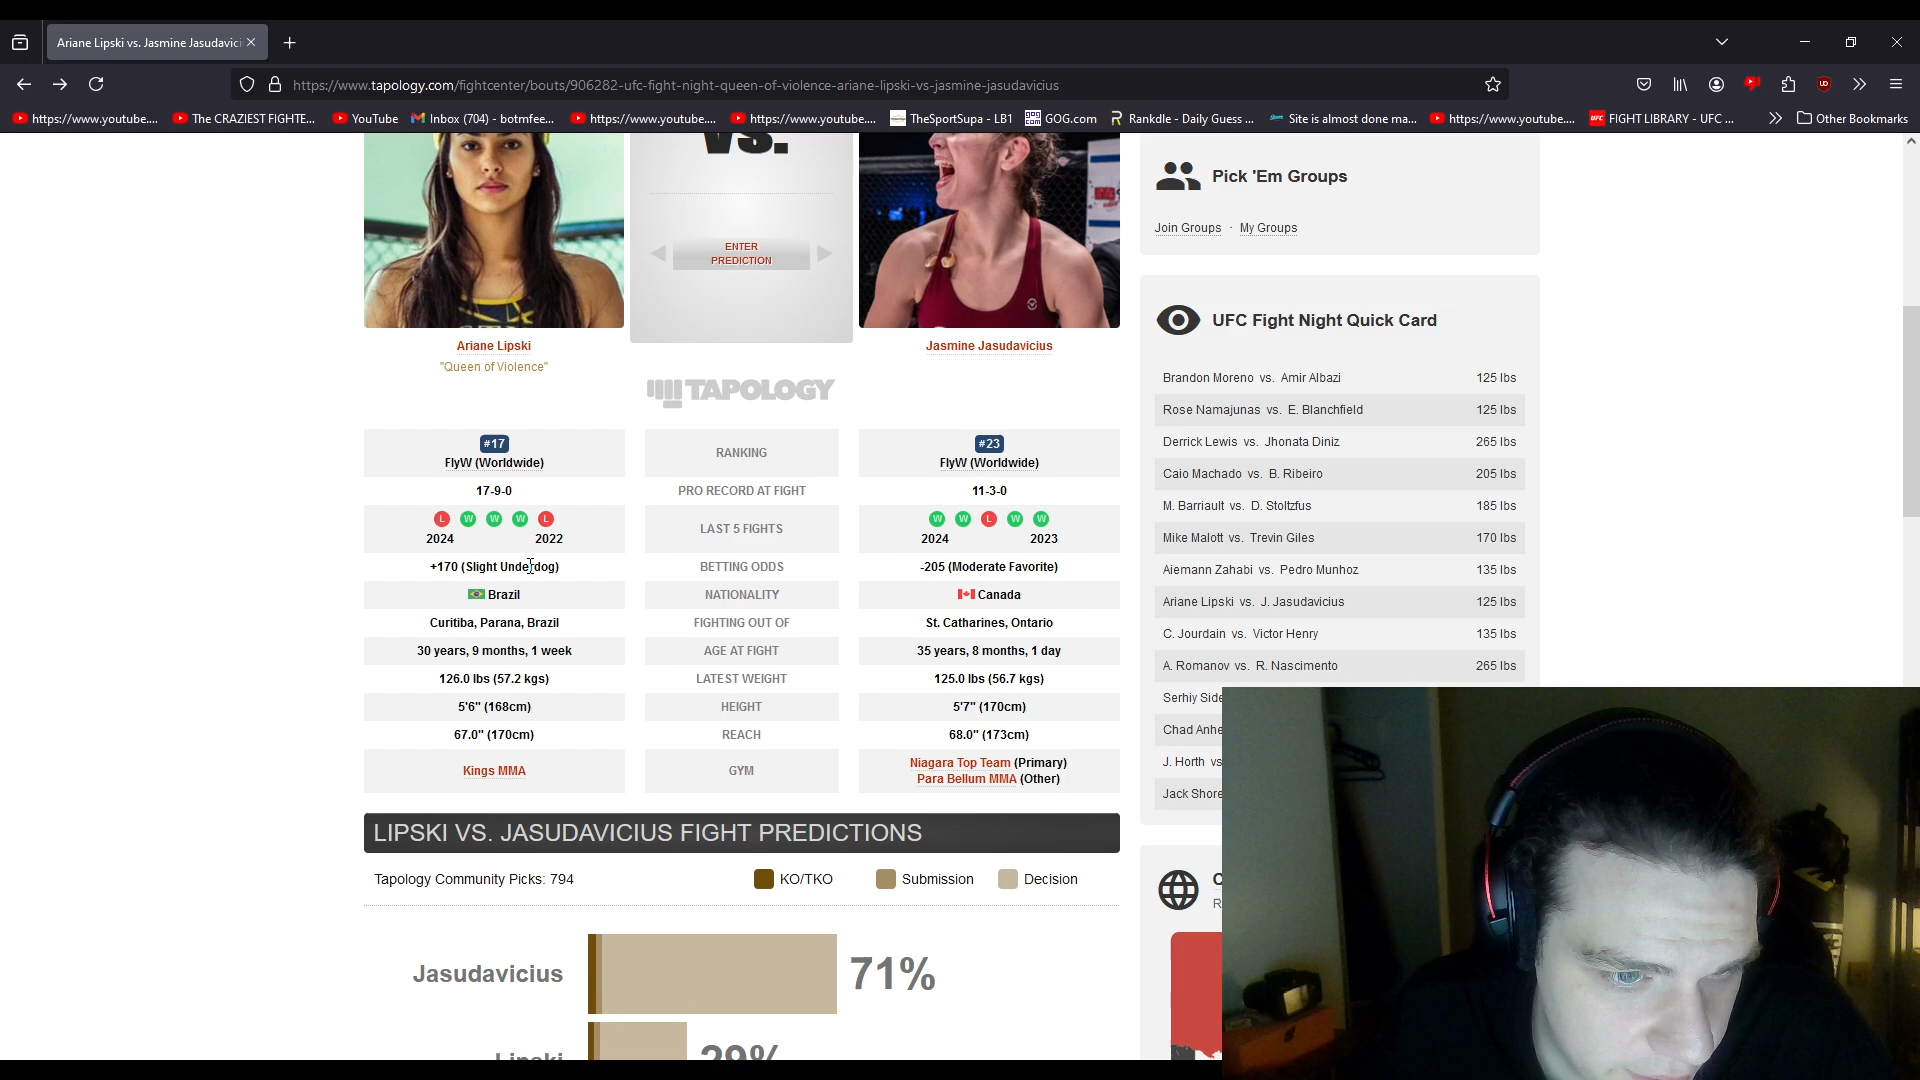 Ariane Lipski vs. Jasmine Jasudavici
https://www.tapology.com/fightcenter/bouts/906282-ufc-fight-night-queen-of-violence-ariane-lipski-vs-jasmine-jasudavicius
https://www.youtube.... The CRAZIEST FIGHTE... YouTube Inbox (704) - botmfee... https://www.youtube.... https://www.youtube.... TheSportSupa - LB1 GOG.com Rankdle - Daily Guess ... Site is almost done ma... https://www.youtube.... FIGHT LIBRARY - UFC ... Other Bookmarks
VS.
ENTER
PREDICTION
Ariane Lipski
"Queen of Violence"
Jasmine Jasudavicius
TAPOLOGY
#17
FlyW (Worldwide)
RANKING
#23
FlyW (Worldwide)
17-9-0 PRO RECORD AT FIGHT 11-3-0
L W W W L
2024 2022
LAST 5 FIGHTS
W W L W W
2024 2023
+170 (Slight Underdog) BETTING ODDS -205 (Moderate Favorite)
Brazil NATIONALITY Canada
Curitiba, Parana, Brazil FIGHTING OUT OF St. Catharines, Ontario
30 years, 9 months, 1 week AGE AT FIGHT 35 years, 8 months, 1 day
126.0 lbs (57.2 kgs) LATEST WEIGHT 125.0 lbs (56.7 kgs)
5'6" (168cm) HEIGHT 5'7" (170cm)
67.0" (170cm) REACH 68.0" (173cm)
Kings MMA GYM Niagara Top Team (Primary)
Para Bellum MMA (Other)
LIPSKI VS. JASUDAVICIUS FIGHT PREDICTIONS
Tapology Community Picks: 794 KO/TKO Submission Decision
Jasudavicius 71%
Lipski 29%
Pick 'Em Groups
Join Groups · My Groups
UFC Fight Night Quick Card
Brandon Moreno vs. Amir Albazi 125 lbs
Rose Namajunas vs. E. Blanchfield 125 lbs
Derrick Lewis vs. Jhonata Diniz 265 lbs
Caio Machado vs. B. Ribeiro 205 lbs
M. Barriault vs. D. Stoltzfus 185 lbs
Mike Malott vs. Trevin Giles 170 lbs
Aiemann Zahabi vs. Pedro Munhoz 135 lbs
Ariane Lipski vs. J. Jasudavicius 125 lbs
C. Jourdain vs. Victor Henry 135 lbs
A. Romanov vs. R. Nascimento 265 lbs
Serhiy Side
Chad Anhe
J. Horth vs
Jack Shore